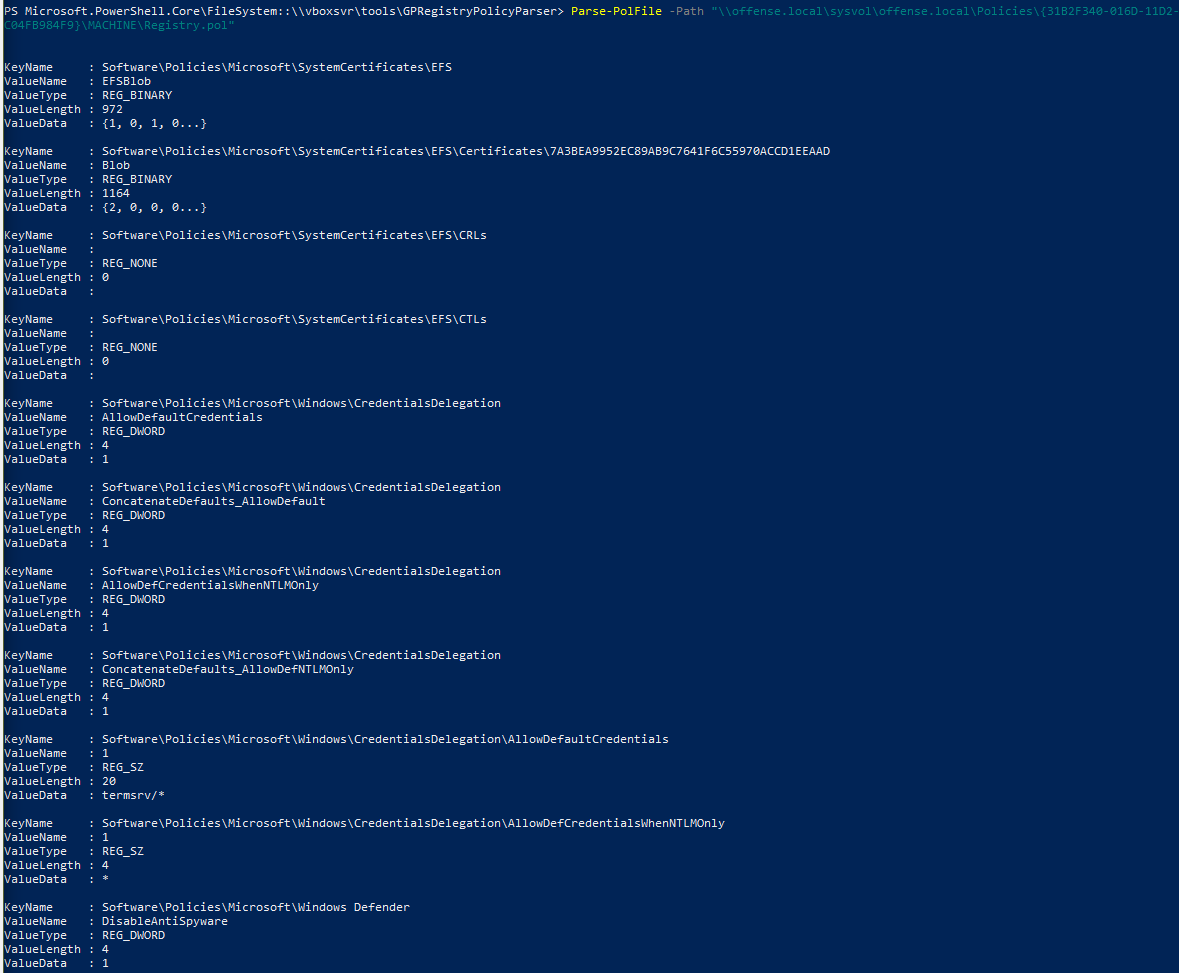 PS Microsoft.PowerShell.Core\FileSystem::\\vboxsvr\tools\GPRegistryPolicyParser> Parse-PolFile -Path "\\offense.local\sysvol\offense.local\Policies\{31B2F340-016D-11D2-
C04FB984F9}\MACHINE\Registry.pol"
KeyName     : Software\Policies\Microsoft\SystemCertificates\EFS
ValueName   : EFSBlob
ValueType   : REG_BINARY
ValueLength : 972
ValueData   : {1, 0, 1, 0...}
KeyName     : Software\Policies\Microsoft\SystemCertificates\EFS\Certificates\7A3BEA9952EC89AB9C7641F6C55970ACCD1EEAAD
ValueName   : Blob
ValueType   : REG_BINARY
ValueLength : 1164
ValueData   : {2, 0, 0, 0...}
KeyName     : Software\Policies\Microsoft\SystemCertificates\EFS\CRLs
ValueName   :
ValueType   : REG_NONE
ValueLength : 0
ValueData   :
KeyName     : Software\Policies\Microsoft\SystemCertificates\EFS\CTLs
ValueName   :
ValueType   : REG_NONE
ValueLength : 0
ValueData   :
KeyName     : Software\Policies\Microsoft\Windows\CredentialsDelegation
ValueName   : AllowDefaultCredentials
ValueType   : REG_DWORD
ValueLength : 4
ValueData   : 1
KeyName     : Software\Policies\Microsoft\Windows\CredentialsDelegation
ValueName   : ConcatenateDefaults_AllowDefault
ValueType   : REG_DWORD
ValueLength : 4
ValueData   : 1
KeyName     : Software\Policies\Microsoft\Windows\CredentialsDelegation
ValueName   : AllowDefCredentialsWhenNTLMOnly
ValueType   : REG_DWORD
ValueLength : 4
ValueData   : 1
KeyName     : Software\Policies\Microsoft\Windows\CredentialsDelegation
ValueName   : ConcatenateDefaults_AllowDefNTLMOnly
ValueType   : REG_DWORD
ValueLength : 4
ValueData   : 1
KeyName     : Software\Policies\Microsoft\Windows\CredentialsDelegation\AllowDefaultCredentials
ValueName   : 1
ValueType   : REG_SZ
ValueLength : 20
ValueData   : termsrv/*
KeyName     : Software\Policies\Microsoft\Windows\CredentialsDelegation\AllowDefCredentialsWhenNTLMOnly
ValueName   : 1
ValueType   : REG_SZ
ValueLength : 4
ValueData   : *
KeyName     : Software\Policies\Microsoft\Windows Defender
ValueName   : DisableAntiSpyware
ValueType   : REG_DWORD
ValueLength : 4
ValueData   : 1